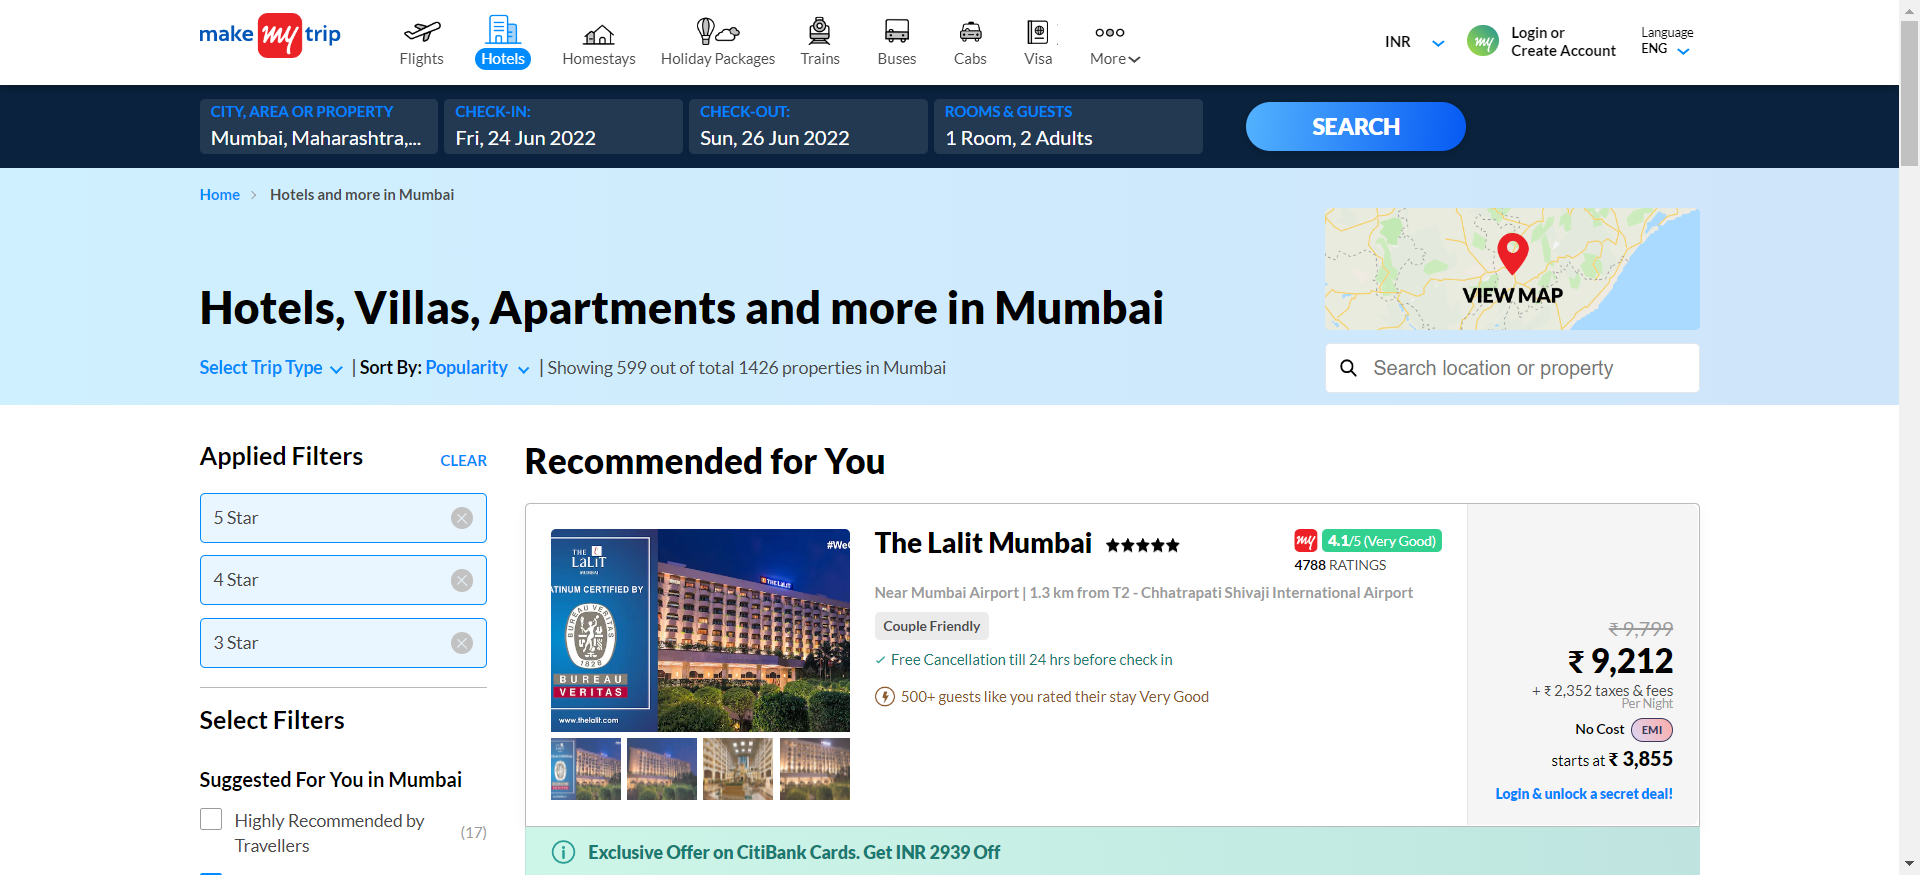 make my trip
Flights
Hotels
Homestays
Holiday Packages
Trains
Buses
Cabs
Visa
More
INR
my
Login or
Create Account
Language
ENG
CITY, AREA OR PROPERTY
Mumbai, Maharashtra,...
CHECK-IN:
Fri, 24 Jun 2022
CHECK-OUT:
Sun, 26 Jun 2022
ROOMS & GUESTS
1 Room, 2 Adults
SEARCH
Home > Hotels and more in Mumbai
VIEW MAP
Hotels, Villas, Apartments and more in Mumbai
Select Trip Type | Sort By: Popularity | Showing 599 out of total 1426 properties in Mumbai
Search location or property
Applied Filters
CLEAR
5 Star
4 Star
3 Star
Select Filters
Suggested For You in Mumbai
Highly Recommended by
Travellers
(17)
Recommended for You
THE
LaLiT
MUMBAI
#WeC
ATINUM CERTIFIED BY
BUREAU VERITAS
1828
BUREAU
VERITAS
www.thelalit.com
THE LALIT
The Lalit Mumbai
my 4.1/5 (Very Good)
4788 RATINGS
Near Mumbai Airport | 1.3 km from T2 - Chhatrapati Shivaji International Airport
Couple Friendly
Free Cancellation till 24 hrs before check in
500+ guests like you rated their stay Very Good
₹ 9,799
₹ 9,212
+ ₹ 2,352 taxes & fees
Per Night
No Cost EMI
starts at ₹ 3,855
Login & unlock a secret deal!
Exclusive Offer on CitiBank Cards. Get INR 2939 Off